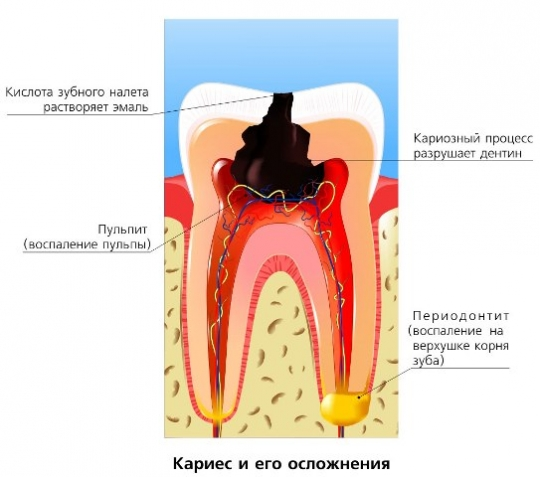 Кислота зубного налета
растворяет эмаль
Кариозный процесс
разрушает дентин
Пульпит
(воспаление пульпы)
Периодонтит
(воспаление на
верхушке корня
зуба)
Кариес и его осложнения